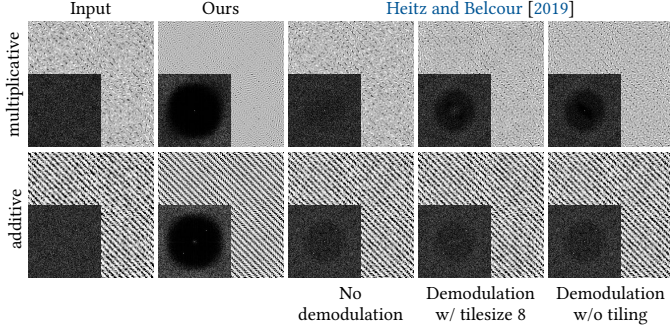 Input Ours Heitz and Belcour [2019]
multiplicative
additive
No demodulation
Demodulation w/ tilesize 8
Demodulation w/o tiling